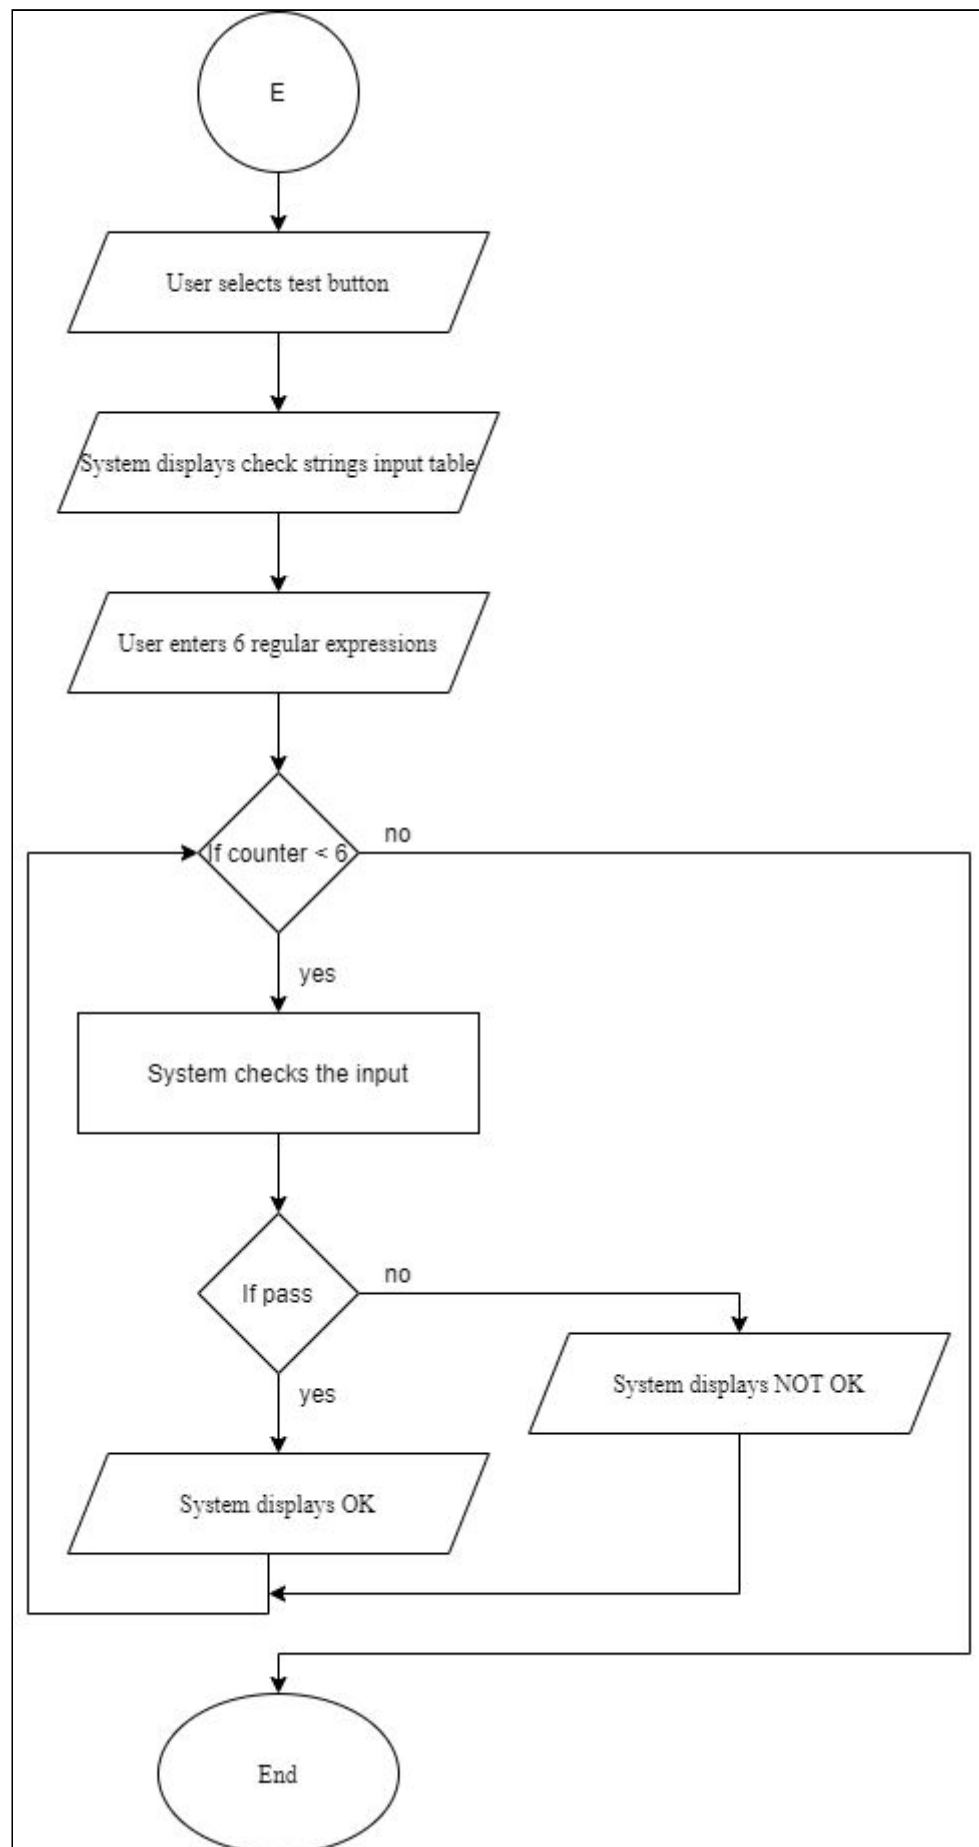 E
User selects test button
System displays check strings input table
User enters 6 regular expressions
If counter < 6
no
yes
System checks the input
If pass
no
yes
System displays NOT OK
System displays OK
End